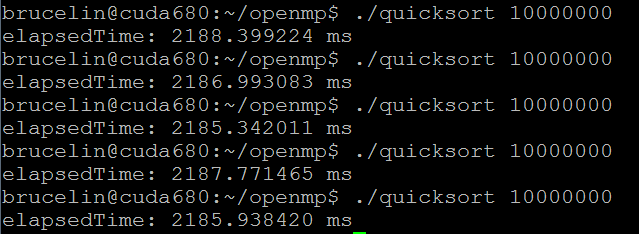 brucelin@cuda680:~/openmp$ ./quicksort 10000000
elapsedTime: 2188.399224 ms
brucelin@cuda680:~/openmp$ ./quicksort 10000000
elapsedTime: 2186.993083 ms
brucelin@cuda680:~/openmp$ ./quicksort 10000000
elapsedTime: 2185.342011 ms
brucelin@cuda680:~/openmp$ ./quicksort 10000000
elapsedTime: 2187.771465 ms
brucelin@cuda680:~/openmp$ ./quicksort 10000000
elapsedTime: 2185.938420 ms